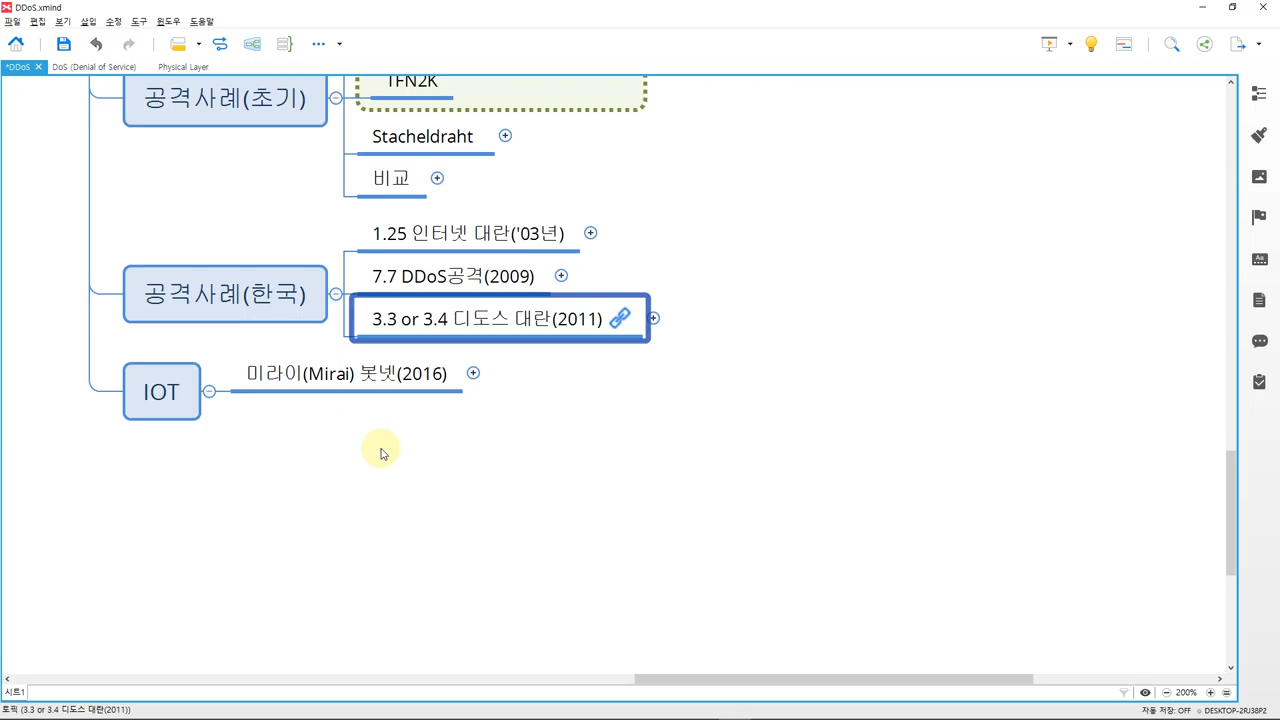 DDoS.xmind
파일 편집 보기 삽입 수정 도구 윈도우 도움말
*DDoS DoS (Denial of Service) Physical Layer
TFN2K
공격사례(초기)
Stacheldraht
비교
1.25 인터넷 대란('03년)
7.7 DDoS공격(2009)
공격사례(한국)
3.3 or 3.4 디도스 대란(2011)
미라이(Mirai) 봇넷(2016)
IOT
시트1
200%
토픽 (3.3 or 3.4 디도스 대란(2011))
자동 저장: OFF DESKTOP-2RJ38P2